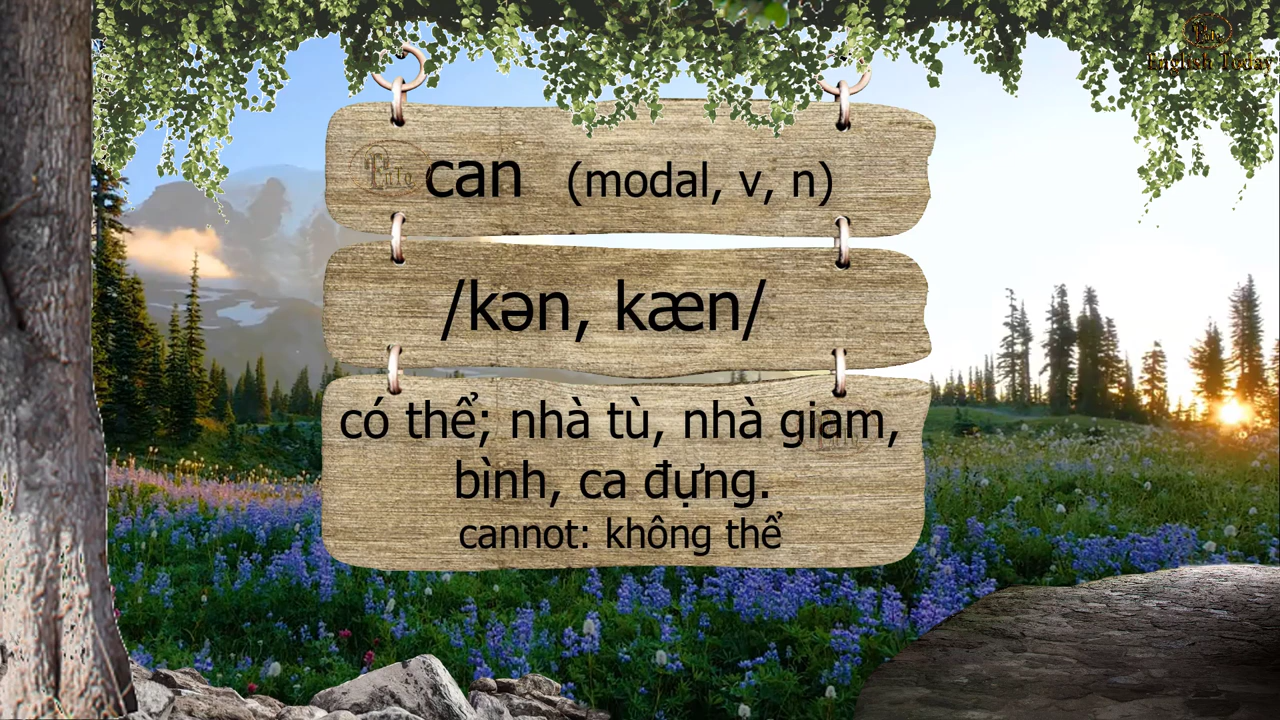 English Today
can (modal, v, n)
/kən, kæn/
có thể; nhà tù, nhà giam,
bình, ca đựng.
cannot: không thể